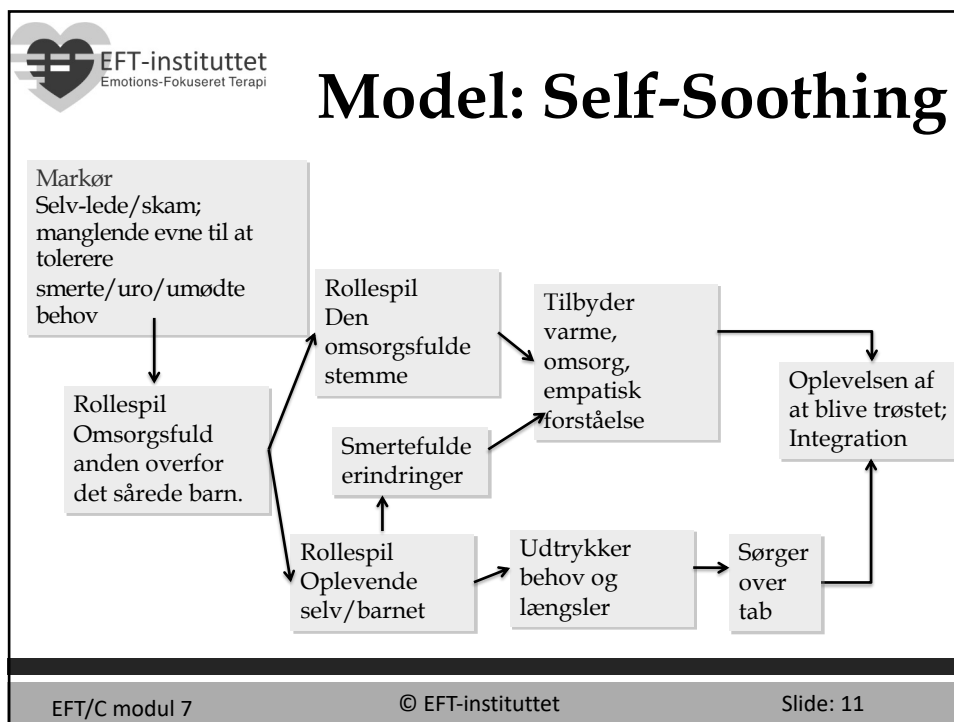 EFT-instituttet
Emotions-Fokuseret Terapi
Model: Self-Soothing
Markør
Selv-lede/skam;
manglende evne til at
tolerere
smerte/uro/umødte
behov
Rollespil
Omsorgsfuld
anden overfor
det sårede barn.
Rollespil
Den
omsorgsfulde
stemme
Smertefulde
erindringer
Rollespil
Oplevende
selv/barnet
Tilbyder
varme,
omsorg,
empatisk
forståelse
Udtrykker
behov og
længsler
Sørger
over
tab
Oplevelsen af
at blive trøstet;
Integration
EFT/C modul 7
© EFT-instituttet
Slide: 11